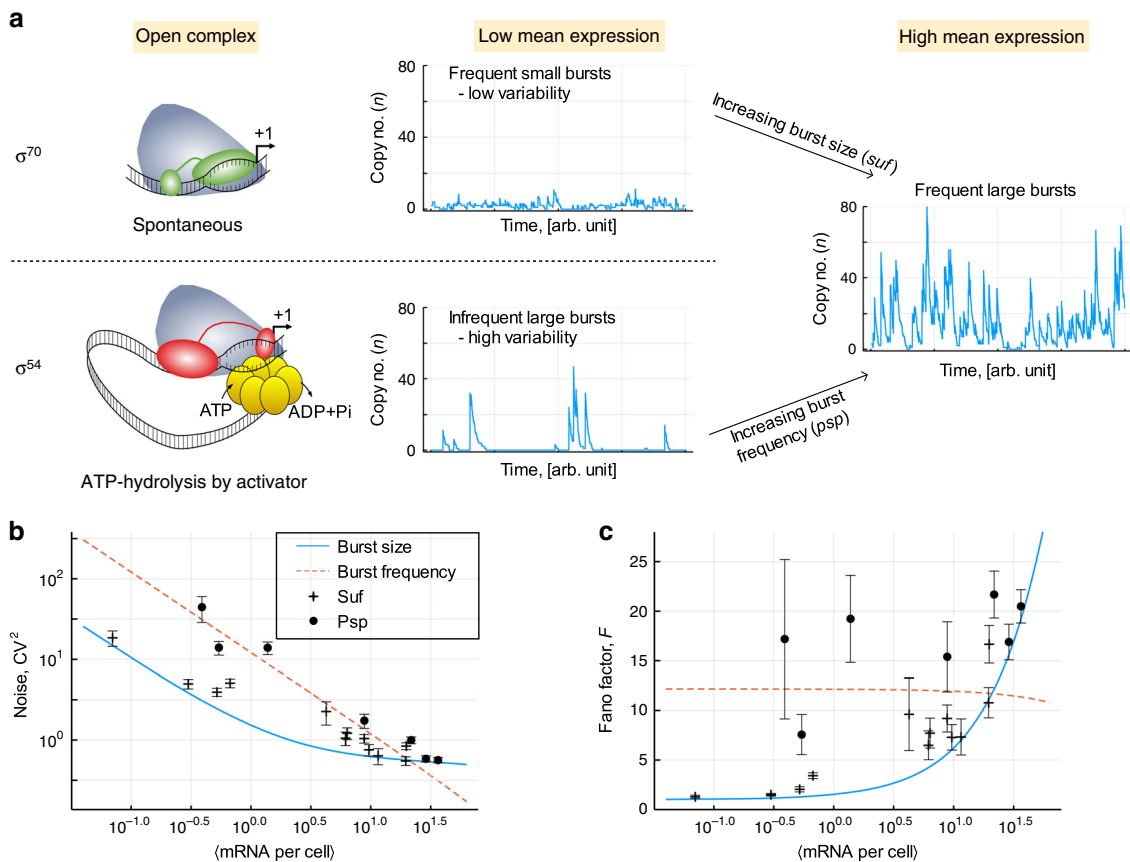 a
Open complex
Low mean expression
High mean expression
σ70
+1
Spontaneous
80
40
0
Copy no. (n)
Frequent small bursts
- low variability
Time, [arb. unit]
Increasing burst size (suf)
Frequent large bursts
80
40
0
Copy no. (n)
Time, [arb. unit]
σ54
+1
ATP
ADP+Pi
ATP-hydrolysis by activator
80
40
0
Copy no. (n)
Infrequent large bursts
- high variability
Time, [arb. unit]
Increasing burst
frequency (psp)
b
Burst size
Burst frequency
Suf
Psp
Noise, CV2
10^2
10^1
10^0
10^−1.0
10^−0.5
10^0.0
10^0.5
10^1.0
10^1.5
⟨mRNA per cell⟩
c
Fano factor, F
25
20
15
10
5
0
10^−1.0
10^−0.5
10^0.0
10^0.5
10^1.0
10^1.5
⟨mRNA per cell⟩